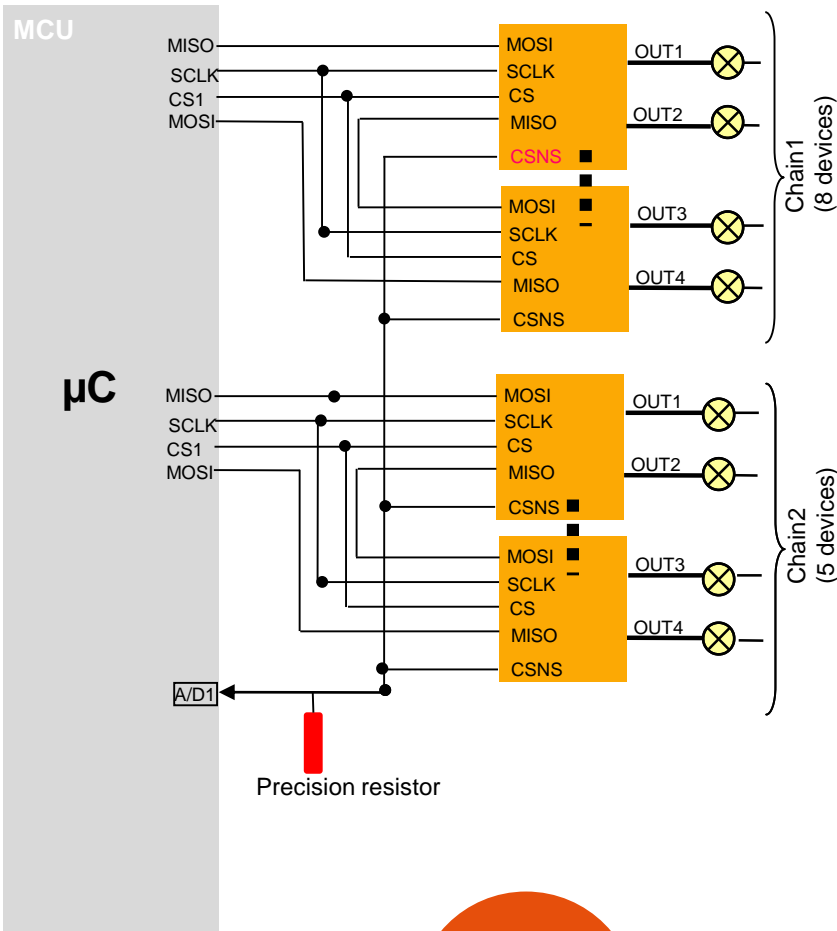 MCU
MISO
SCLK
CS1
MOSI
MOSI
SCLK
CS
MISO
CSNS
OUT1
OUT2
MOSI
SCLK
CS
MISO
CSNS
OUT3
OUT4
Chain1
(8 devices)
µC
MISO
SCLK
CS1
MOSI
MOSI
SCLK
CS
MISO
CSNS
OUT1
OUT2
MOSI
SCLK
CS
MISO
CSNS
OUT3
OUT4
Chain2
(5 devices)
A/D1
Precision resistor